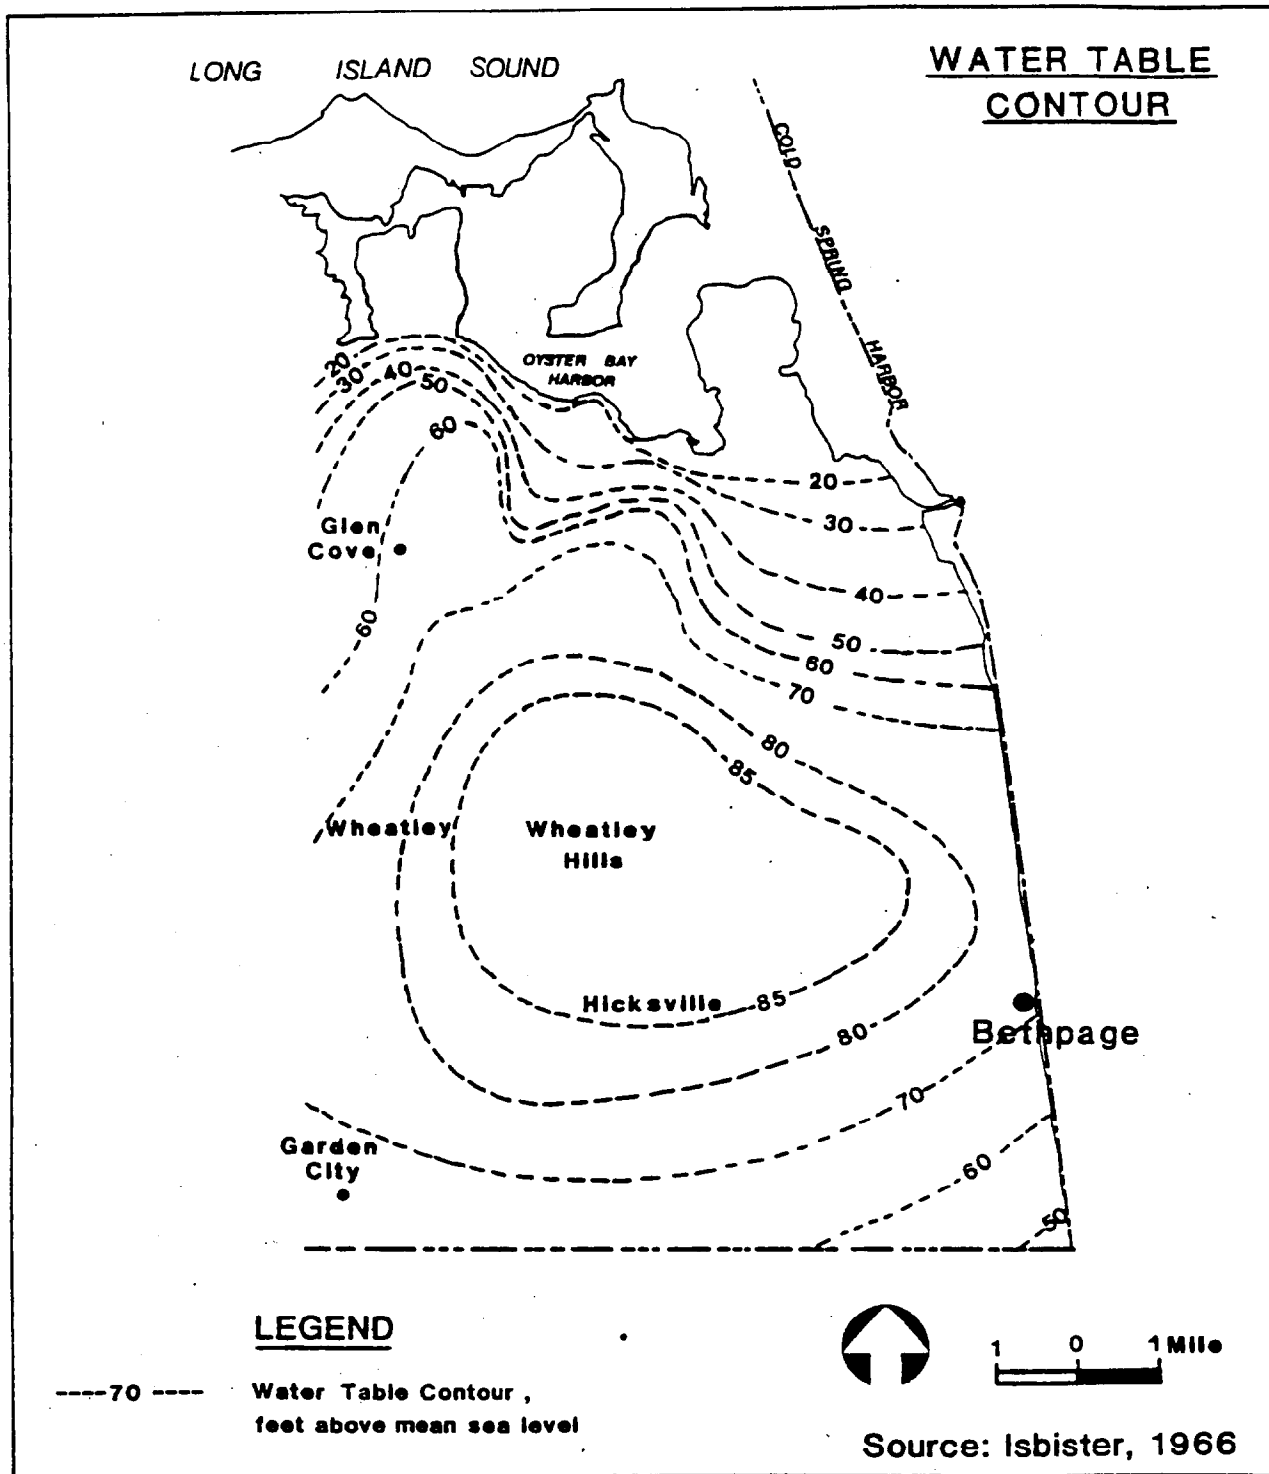 LONG ISLAND SOUND
WATER TABLE
CONTOUR
COLD
SPRING
HARBOR
OYSTER BAY
HARBOR
20
30
40
50
60
Glen
Cove
60
20
30
40
50
60
70
80
85
Wheatley
Wheatley
Hills
Hicksville
85
80
Bethpage
70
60
50
Garden
City
LEGEND
----70 ----
Water Table Contour ,
feet above mean sea level
1 0 1 Mile
Source: Isbister, 1966